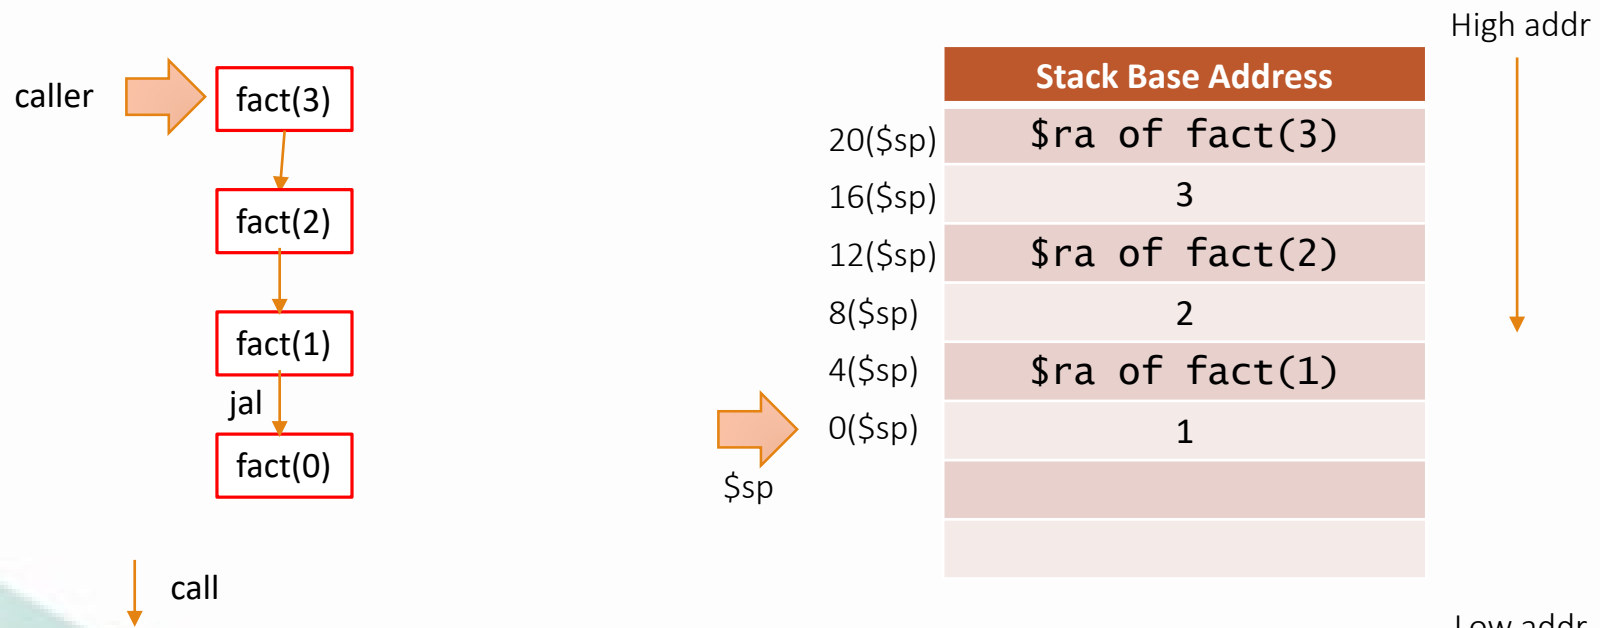 High addr
Stack Base Address
caller
fact(3)
20($sp)
$ra of fact(3)
16($sp)
3
fact(2)
12($sp)
$ra of fact(2)
8($sp)
2
fact(1)
4($sp)
$ra of fact(1)
jal
0($sp)
1
fact(0)
$sp
call
Low addr